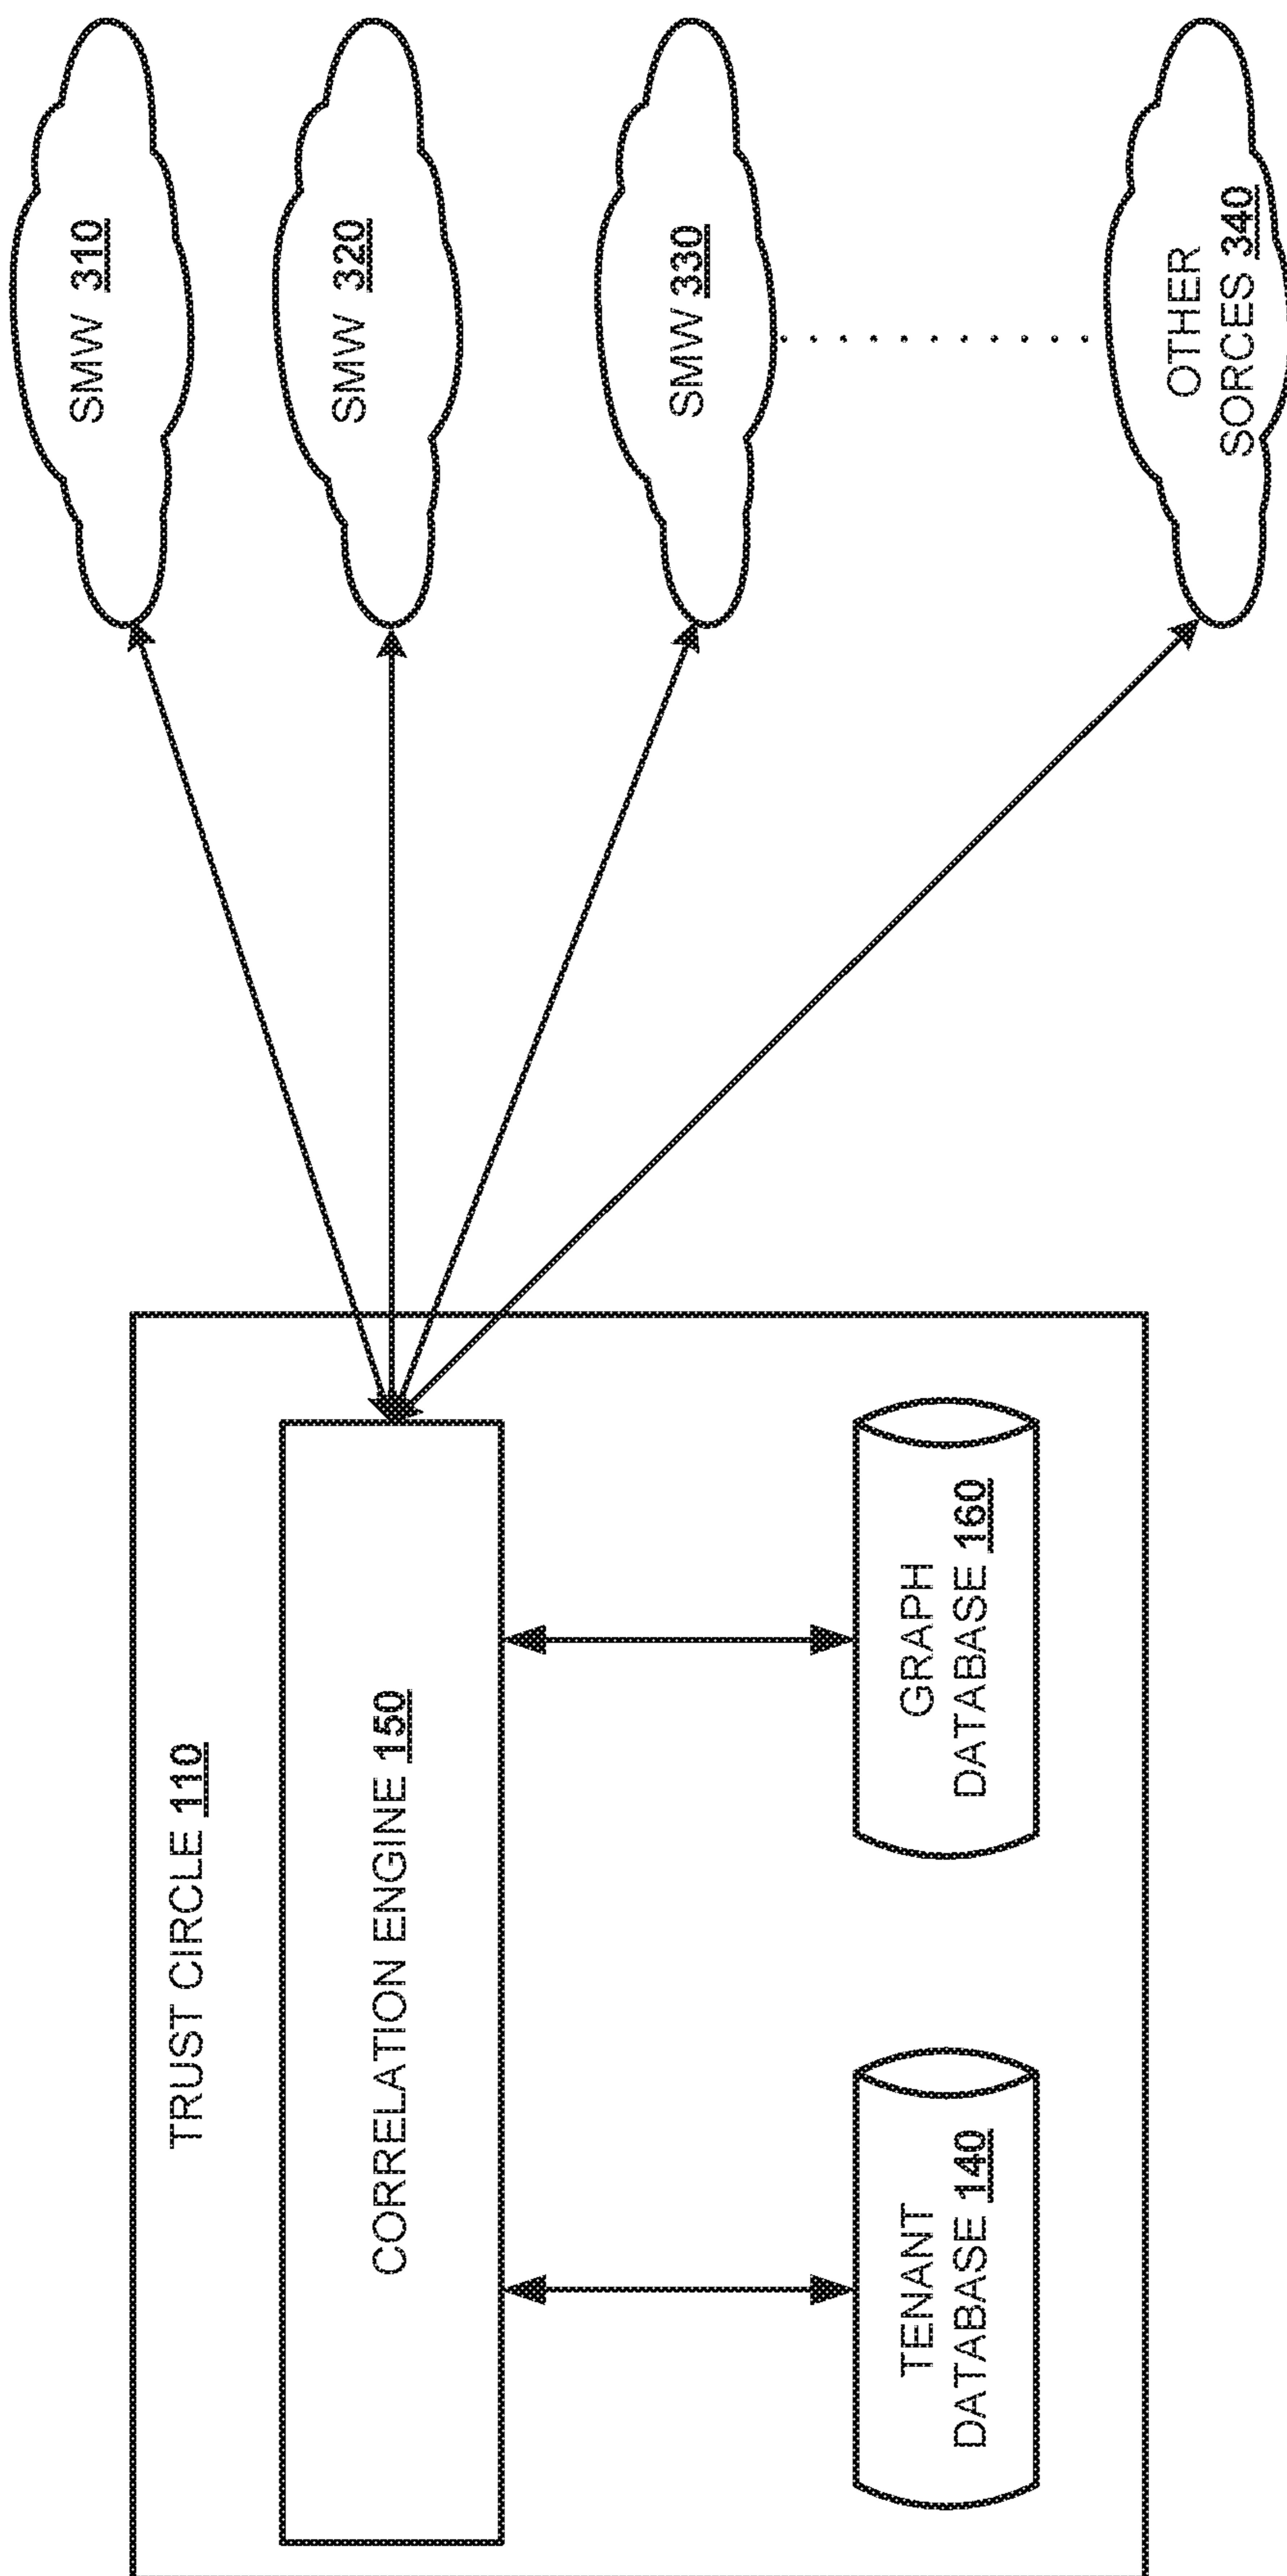 TRUST CIRCLE 110
CORRELATION ENGINE 150
TENANT
DATABASE 140
GRAPH
DATABASE 160
SMW 310
SMW 320
SMW 330
OTHER
SORCES 340